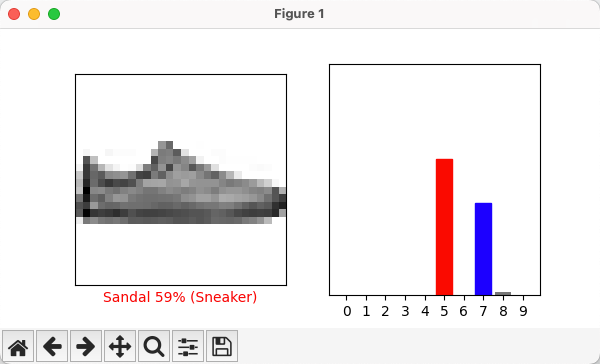 Figure 1
Sandal 59% (Sneaker)
0 1 2 3 4 5 6 7 8 9